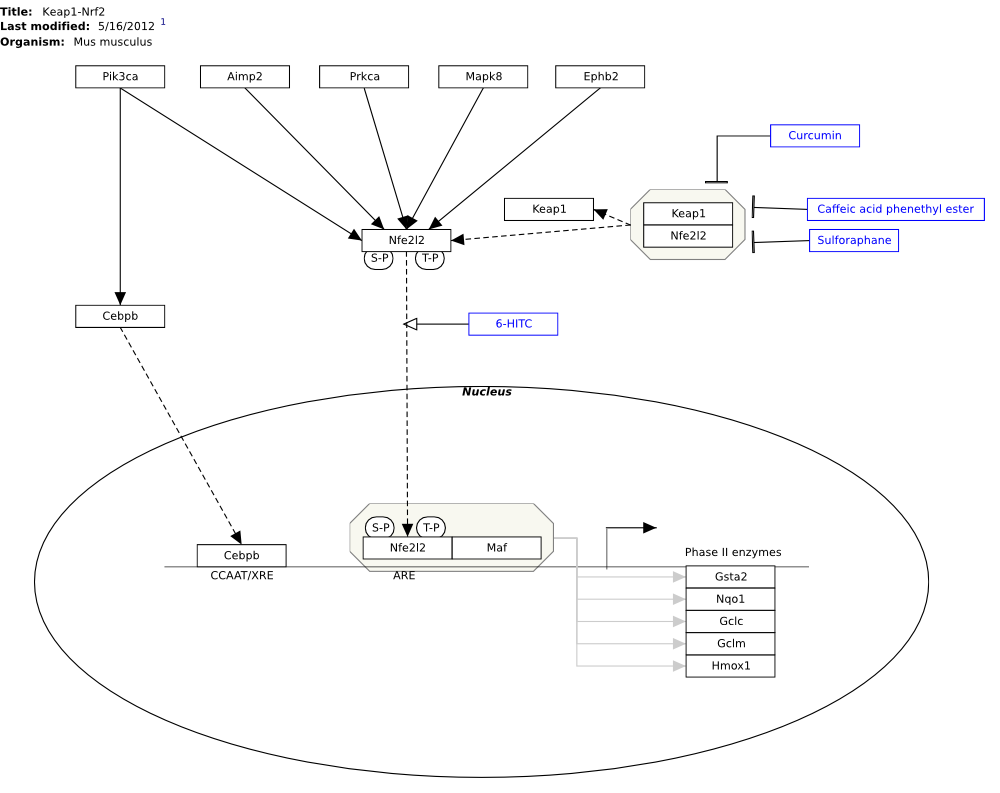 Title: Keap1-Nrf2
Last modified: 5/16/2012 1
Organism: Mus musculus
Pik3ca
Aimp2
Prkca
Mapk8
Ephb2
Curcumin
Keap1
Keap1
Caffeic acid phenethyl ester
Nfe2l2
Nfe2l2
Sulforaphane
S-P
T-P
Cebpb
6-HITC
Nucleus
S-P
T-P
Nfe2l2
Maf
Cebpb
CCAAT/XRE
ARE
Phase II enzymes
Gsta2
Nqo1
Gclc
Gclm
Hmox1